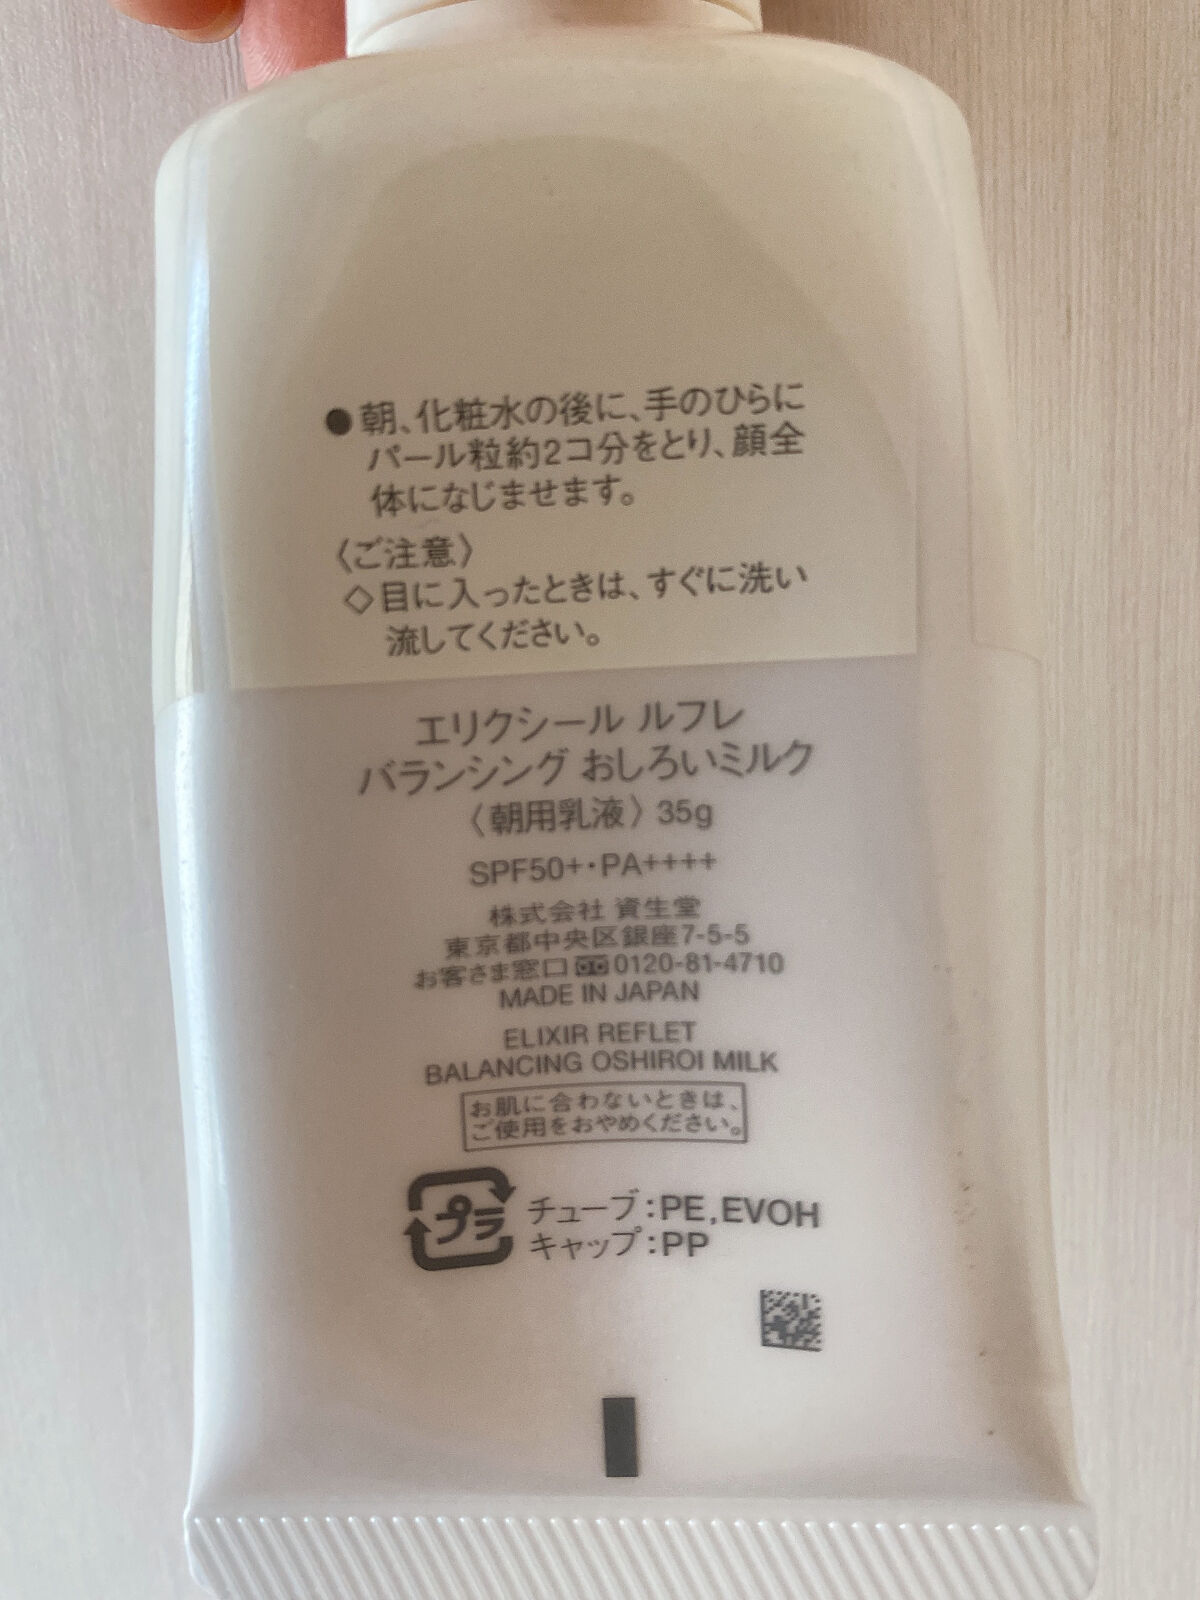 ●朝、化粧水の後に、手のひらに
パール粒約2コ分をとり、顔全
体になじませます。
〈ご注意〉
◇目に入ったときは、すぐに洗い
流してください。
エリクシール ルフレ
バランシング おしろいミルク
〈朝用乳液〉35g
SPF50+・PA++++
株式会社 資生堂
東京都中央区銀座7-5-5
お客さま窓口 0120-81-4710
MADE IN JAPAN
ELIXIR REFLET
BALANCING OSHIROI MILK
お肌に合わないときは、
ご使用をおやめください。
プラ チューブ:PE,EVOH
キャップ:PP